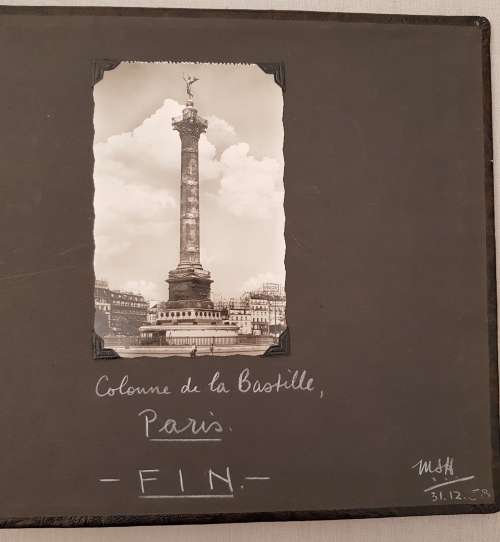 Colonne de la Bastille,
Paris.
- FIN. -
MSH
31.12.58